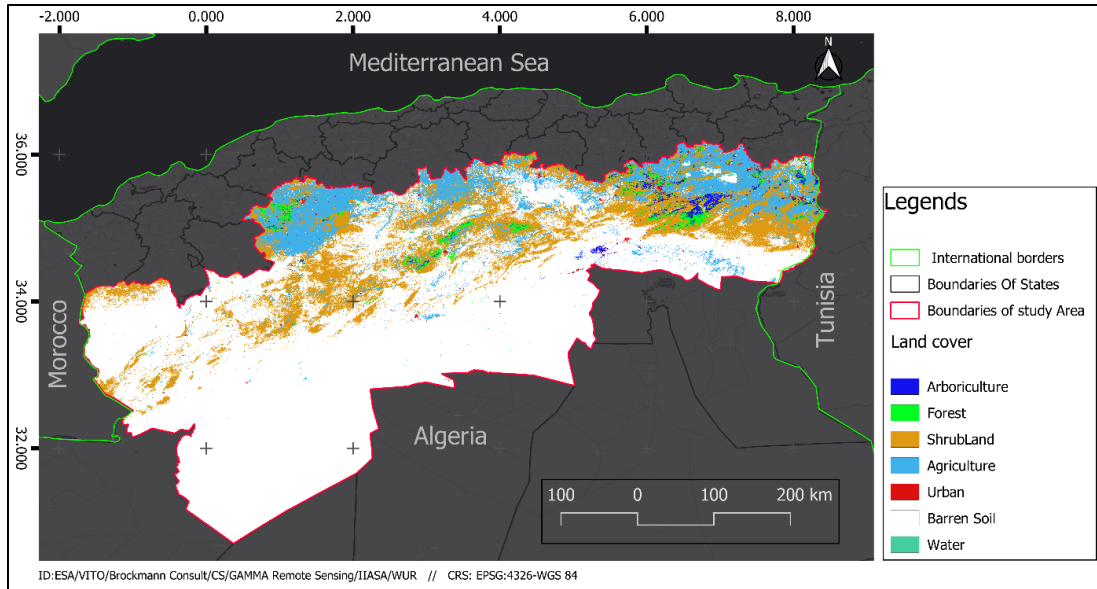 -2.000 0.000 2.000 4.000 6.000 8.000
N
Mediterranean Sea
36.000
34.000
32.000
Morocco
Algeria
Tunisia
100 0 100 200 km
Legends
International borders
Boundaries Of States
Boundaries of study Area
Land cover
Arboriculture
Forest
ShrubLand
Agriculture
Urban
Barren Soil
Water
ID:ESA/VITO/Brockmann Consult/CS/GAMMA Remote Sensing/IIASA/WUR // CRS: EPSG:4326-WGS 84